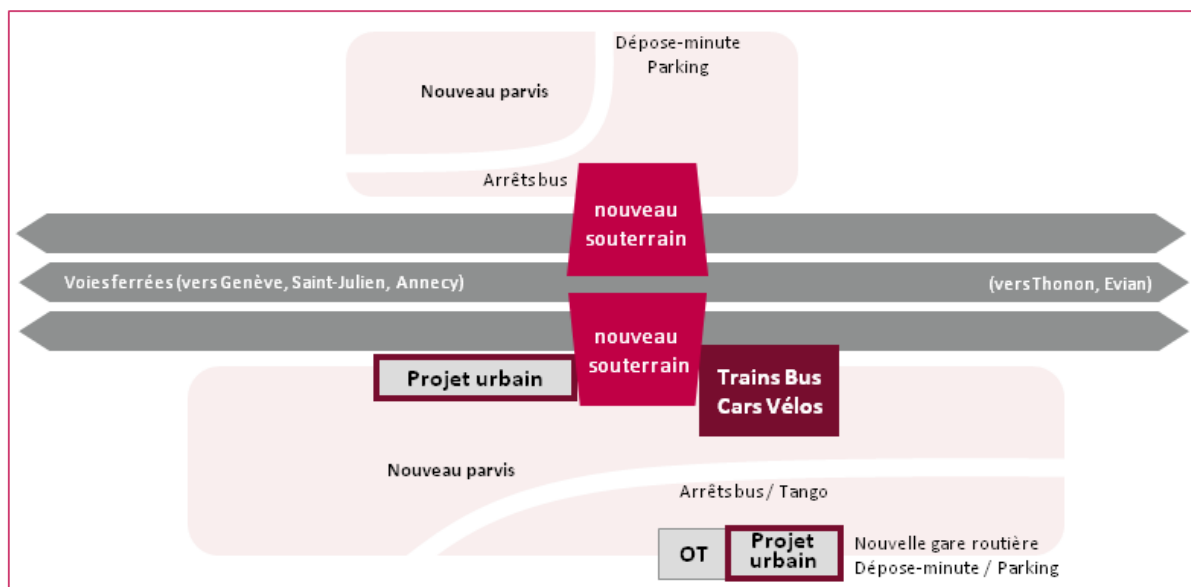 Dépose-minute
Parking
Nouveau parvis
Arrêts bus
nouveau
souterrain
Voies ferrées (vers Genève, Saint-Julien, Annecy)
(vers Thonon, Evian)
nouveau
souterrain
Projet urbain
Trains Bus
Cars Vélos
Nouveau parvis
Arrêts bus / Tango
OT
Projet
urbain
Nouvelle gare routière
Dépose-minute / Parking